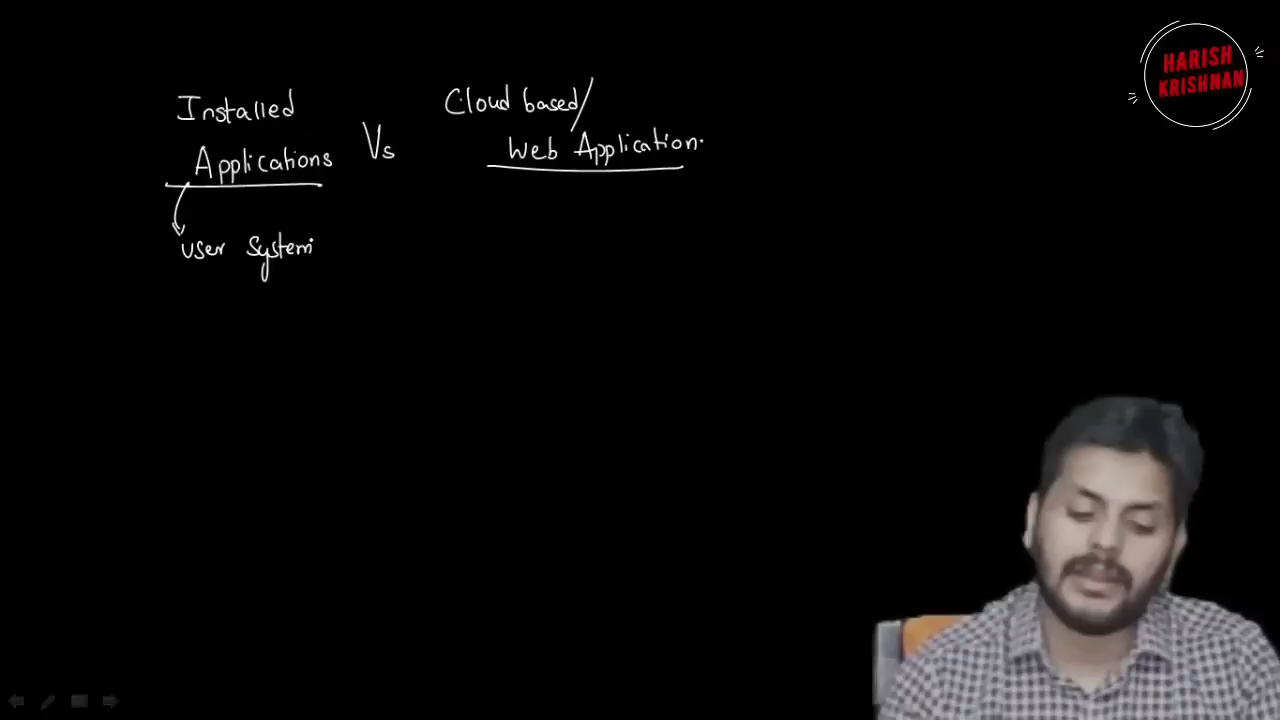 Installed
Applications
Vs
Cloud based/
Web Application.
User System
HARISH
KRISHNAN